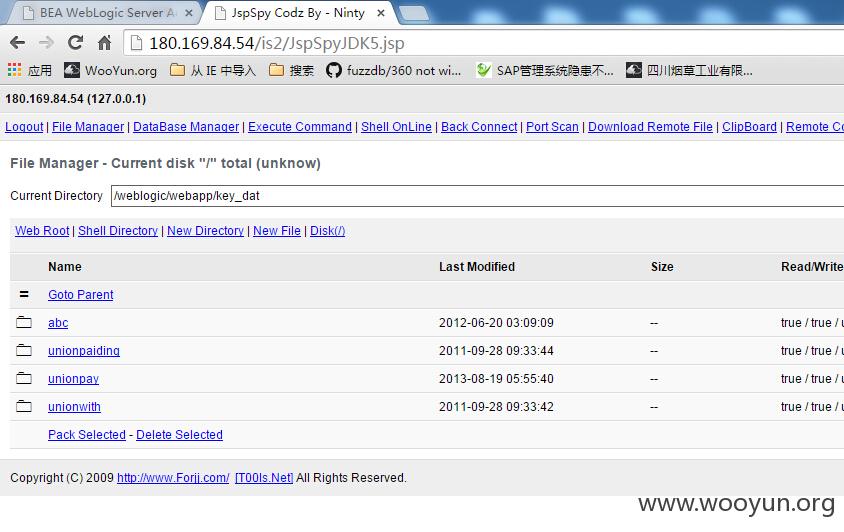 BEA WebLogic Server A
JspSpy Codz By - Ninty
180.169.84.54/is2/JspSpyJDK5.jsp
应用 WooYun.org 从 IE 中导入 搜索 fuzzdb/360 not wi... SAP管理系统隐患不... 四川烟草工业有限...
180.169.84.54 (127.0.0.1)
Logout | File Manager | DataBase Manager | Execute Command | Shell OnLine | Back Connect | Port Scan | Download Remote File | ClipBoard | Remote Co
File Manager - Current disk "/" total (unknow)
Current Directory /weblogic/webapp/key_dat
Web Root | Shell Directory | New Directory | New File | Disk(/)
Name Last Modified Size Read/Write
= Goto Parent
abc 2012-06-20 03:09:09 -- true / true / u
unionpaiding 2011-09-28 09:33:44 -- true / true / u
unionpay 2013-08-19 05:55:40 -- true / true / u
unionwith 2011-09-28 09:33:42 -- true / true / u
Pack Selected - Delete Selected
Copyright (C) 2009 http://www.Forjj.com/ [T00ls.Net] All Rights Reserved.
www.wooyun.org